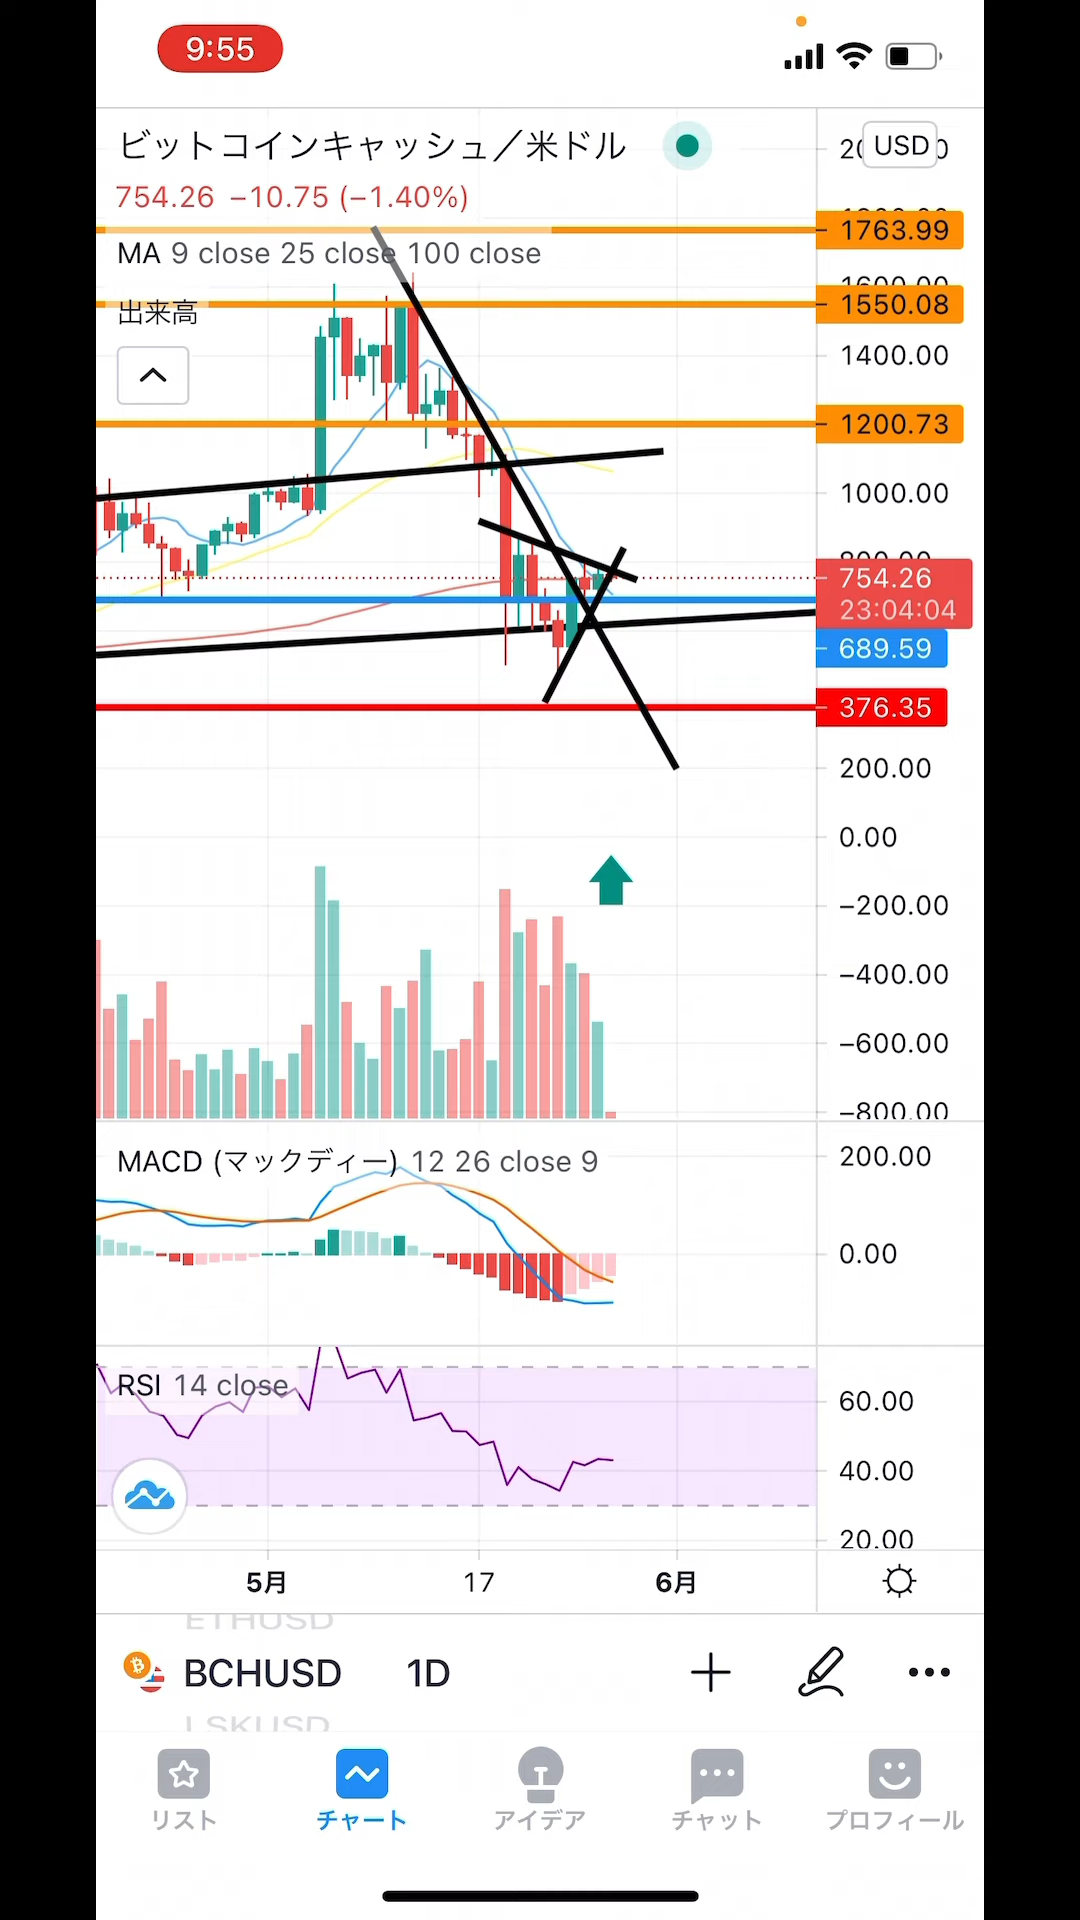 9:55
ビットコインキャッシュ／米ドル
USD
754.26 −10.75 (−1.40%)
1763.99
MA 9 close 25 close 100 close
出来高
1550.08
1400.00
1200.73
1000.00
754.26
23:04:04
689.59
376.35
200.00
0.00
−200.00
−400.00
−600.00
−800.00
MACD (マックディー) 12 26 close 9
200.00
0.00
RSI 14 close
60.00
40.00
20.00
5月 17 6月
ETHUSD
BCHUSD 1D
LSKUSD
リスト チャート アイデア チャット プロフィール